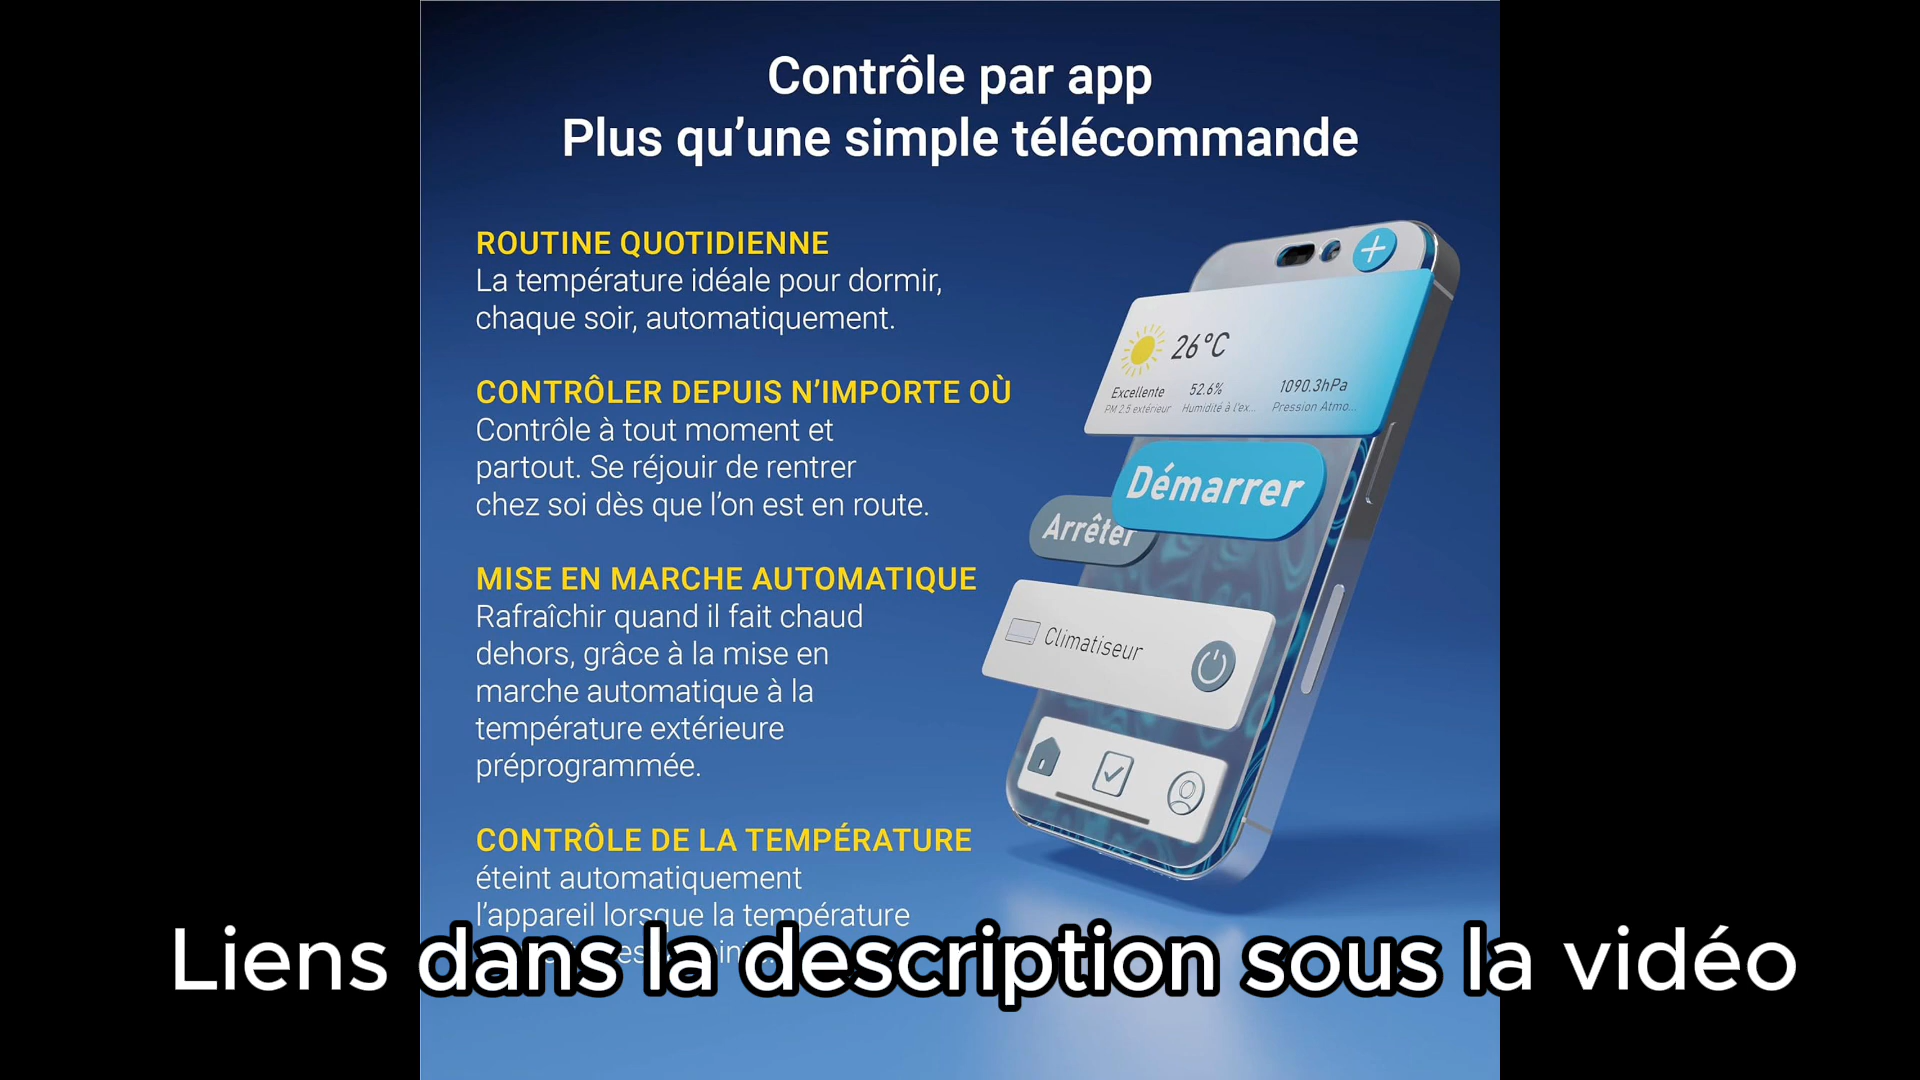 Contrôle par app
Plus qu’une simple télécommande
ROUTINE QUOTIDIENNE
La température idéale pour dormir,
chaque soir, automatiquement.
CONTRÔLER DEPUIS N’IMPORTE OÙ
Contrôle à tout moment et
partout. Se réjouir de rentrer
chez soi dès que l’on est en route.
MISE EN MARCHE AUTOMATIQUE
Rafraîchir quand il fait chaud
dehors, grâce à la mise en
marche automatique à la
température extérieure
préprogrammée.
CONTRÔLE DE LA TEMPÉRATURE
éteint automatiquement
l’appareil lorsque la température
26°C
Excellente 52.6% 1090.3hPa
PM 2.5 extérieur Humidité à l'ex... Pression Atmo...
Démarrer
Arrêter
Climatiseur
Liens dans la description sous la vidéo